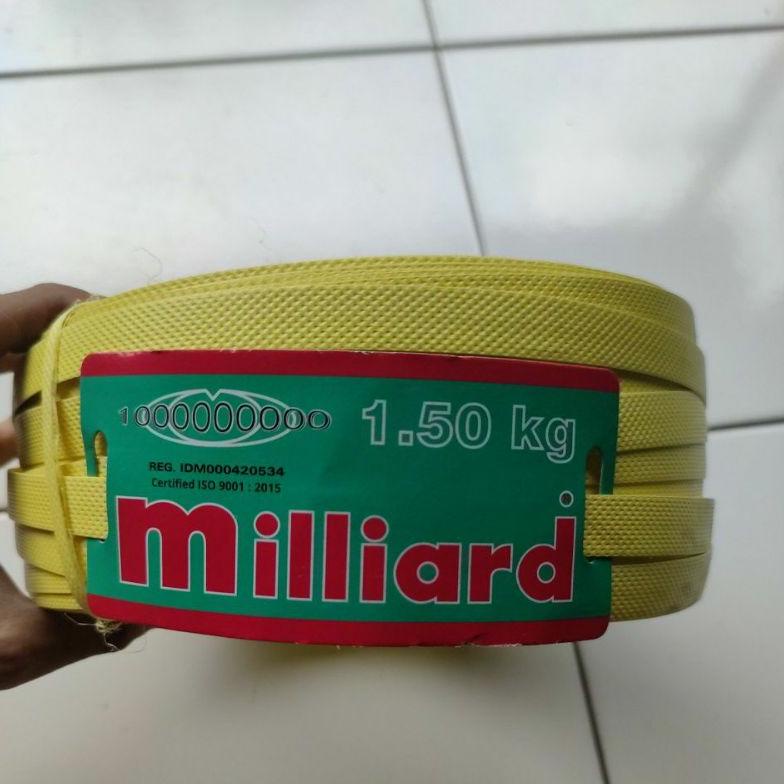 1000000000
1.50 kg
REG. IDM000420534
Certified ISO 9001 : 2015
milliard